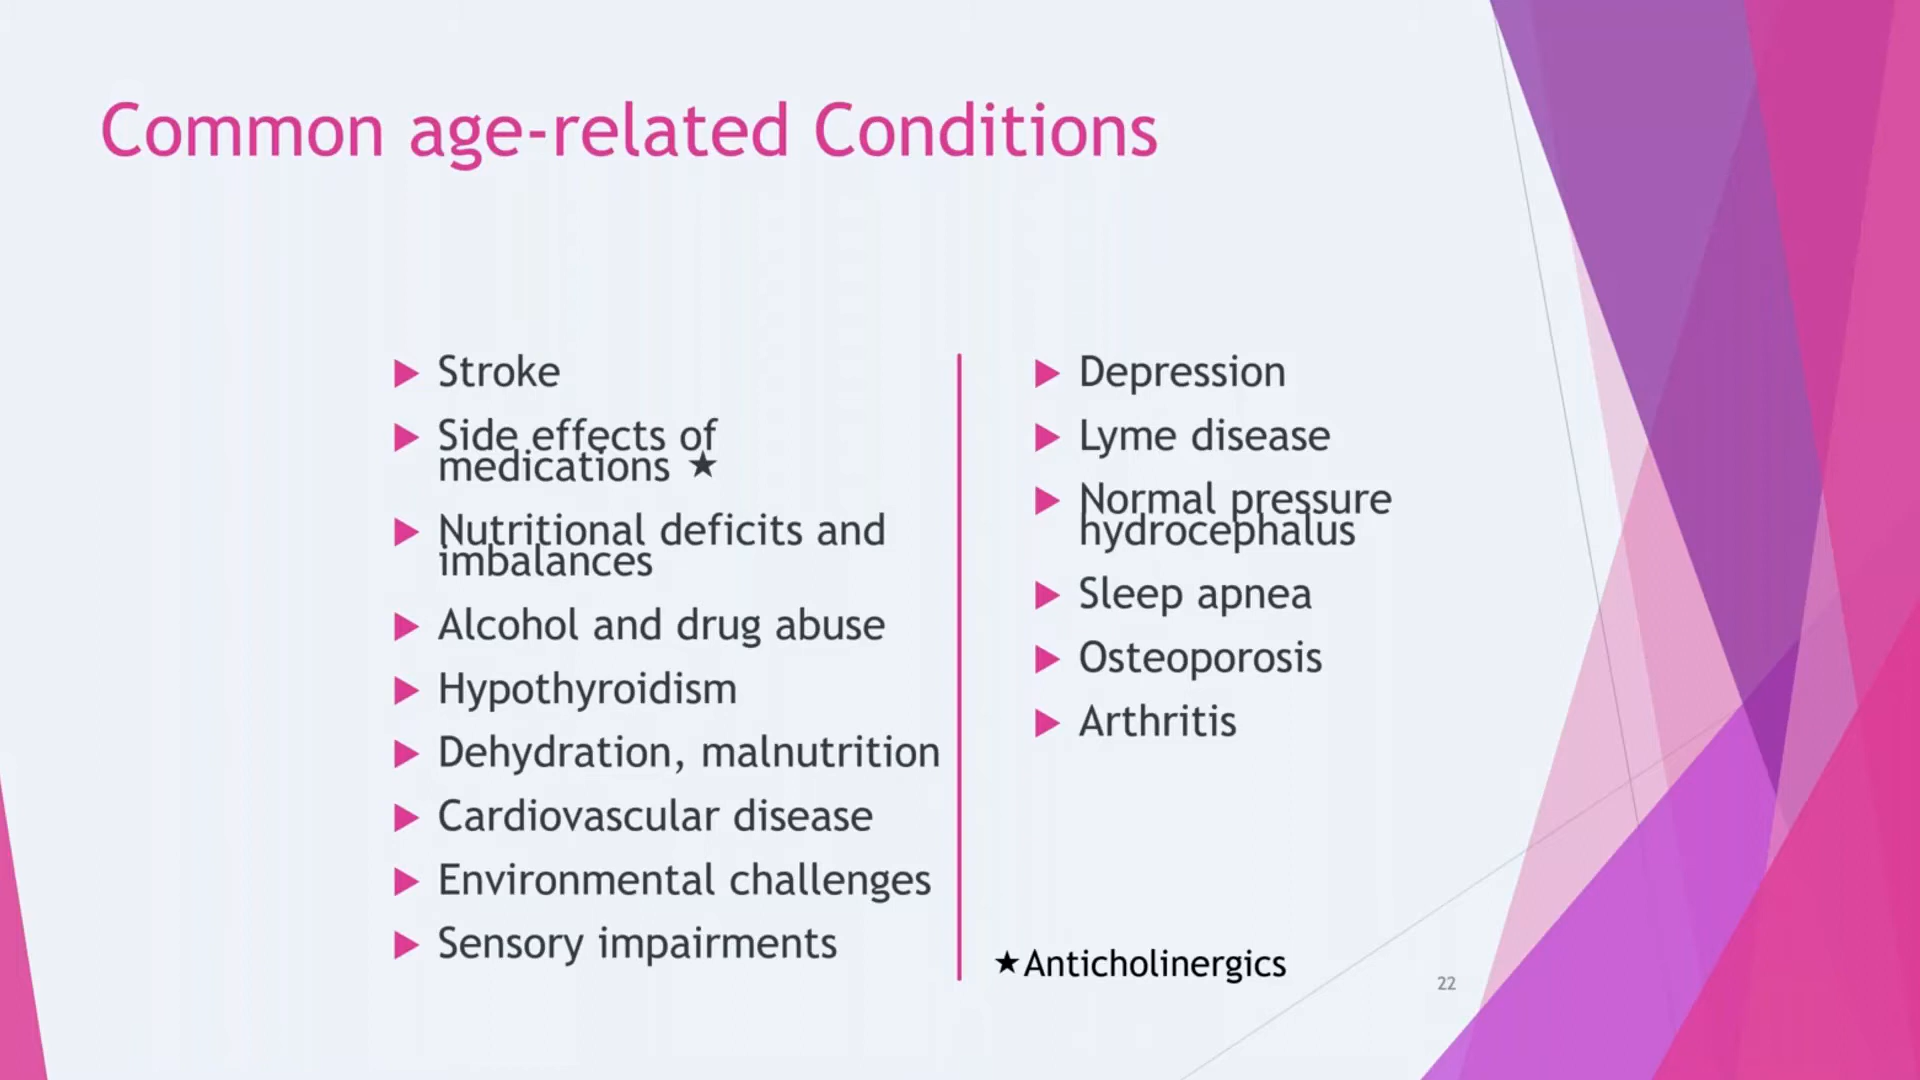 Common age-related Conditions
Stroke
Side effects of
medications ★
Nutritional deficits and
imbalances
Alcohol and drug abuse
Hypothyroidism
Dehydration, malnutrition
Cardiovascular disease
Environmental challenges
Sensory impairments
Depression
Lyme disease
Normal pressure
hydrocephalus
Sleep apnea
Osteoporosis
Arthritis
★Anticholinergics
22